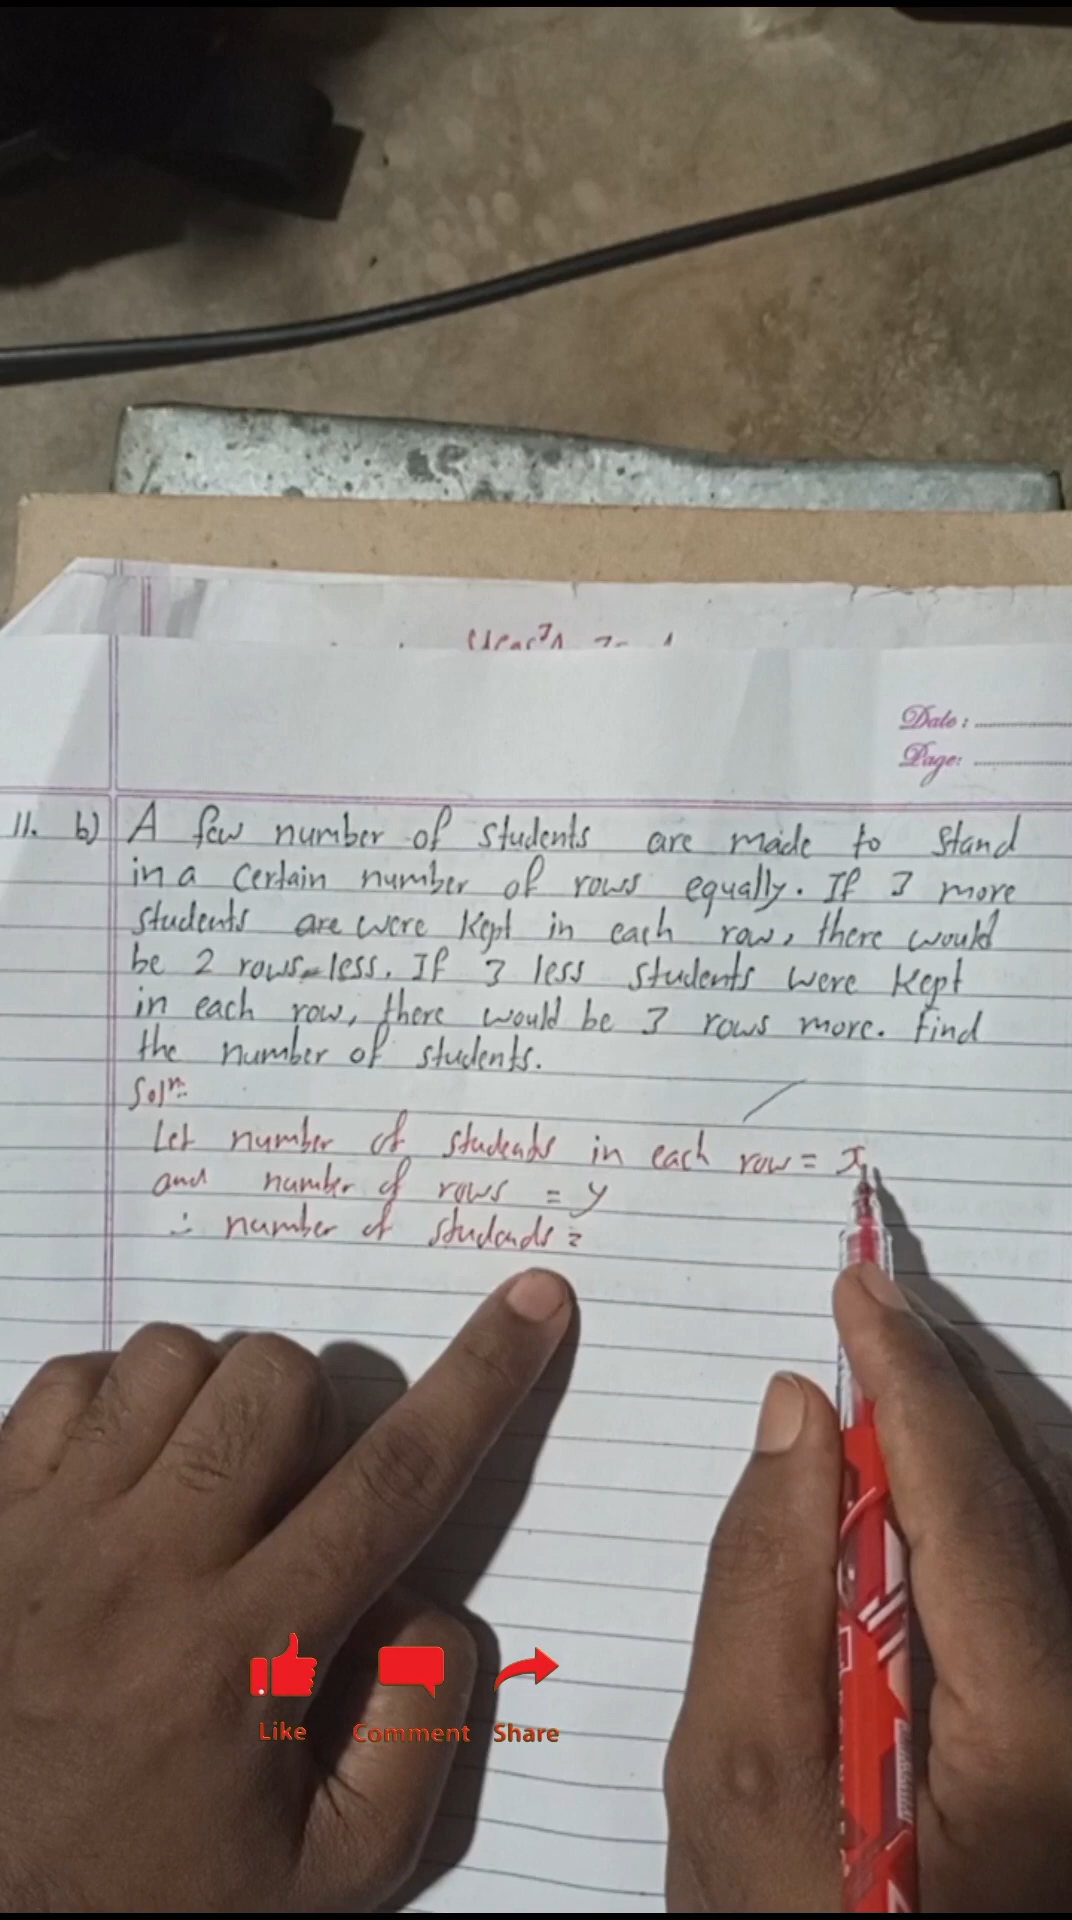 Date :
Page:
11. b) A few number of students are made to stand
in a certain number of rows equally. If 3 more
students are were kept in each row, there would
be 2 rows less. If 3 less students were kept
in each row, there would be 3 rows more. Find
the number of students.
Solⁿ:
Let number of students in each row = x
and number of rows = y
∴ number of students =
Like Comment Share